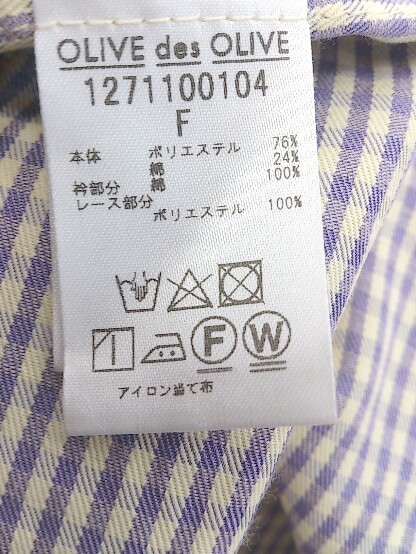 OLIVE des OLIVE
1271100104
F
本体 ポリエステル 76%
綿 24%
衿部分 綿 100%
レース部分
ポリエステル 100%
F W
アイロン当て布